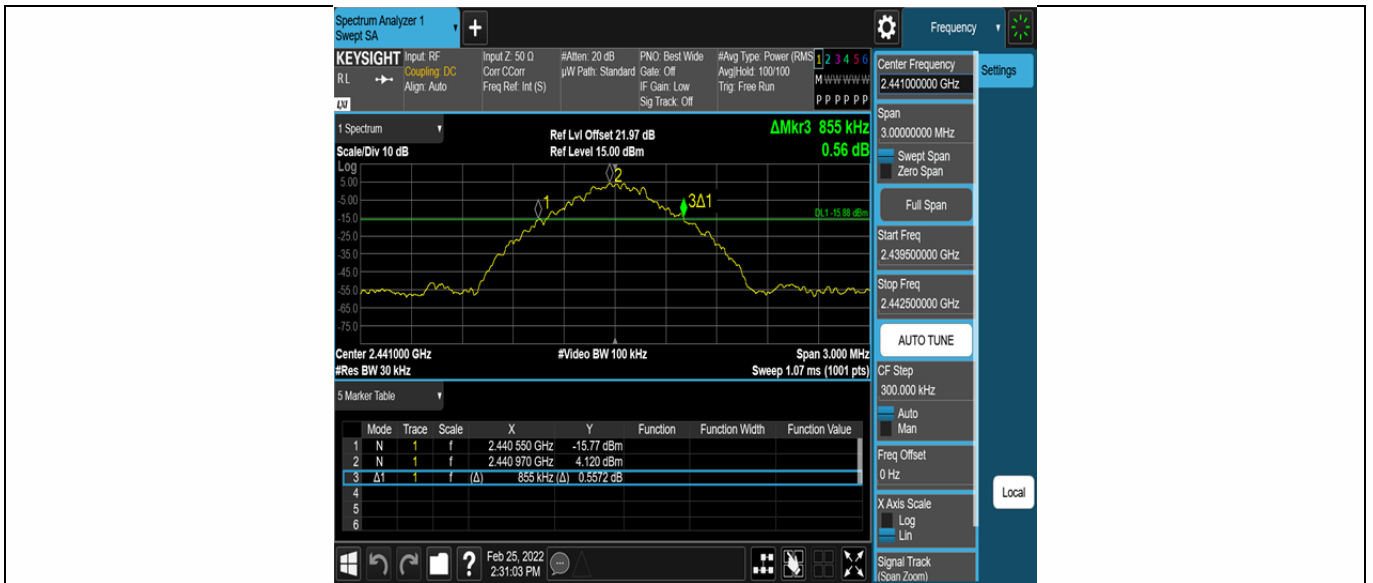 Spectrum Analyzer 1
Swept SA
+
Frequency
KEYSIGHT
RL
LXI
Input: RF
Coupling: DC
Align: Auto
Input Z: 50 Ω
Corr CCorr
Freq Ref: Int (S)
#Atten: 20 dB
µW Path: Standard
PNO: Best Wide
Gate: Off
IF Gain: Low
Sig Track: Off
#Avg Type: Power (RMS
Avg|Hold: 100/100
Trig: Free Run
1 2 3 4 5 6
M W W W W W
P P P P P P
1 Spectrum
Scale/Div 10 dB
Ref Lvl Offset 21.97 dB
Ref Level 15.00 dBm
ΔMkr3 855 kHz
0.56 dB
Log
5.00
-5.00
-15.0
-25.0
-35.0
-45.0
-55.0
-65.0
-75.0
1
2
3Δ1
DL1 -15.88 dBm
Center 2.441000 GHz
#Video BW 100 kHz
Span 3.000 MHz
#Res BW 30 kHz
Sweep 1.07 ms (1001 pts)
5 Marker Table
Mode Trace Scale X Y Function Function Width Function Value
1 N 1 f 2.440 550 GHz -15.77 dBm
2 N 1 f 2.440 970 GHz 4.120 dBm
3 Δ1 1 f (Δ) 855 kHz (Δ) 0.5572 dB
4
5
6
?
Feb 25, 2022
2:31:03 PM
Center Frequency
2.441000000 GHz
Span
3.00000000 MHz
Swept Span
Zero Span
Full Span
Start Freq
2.439500000 GHz
Stop Freq
2.442500000 GHz
AUTO TUNE
CF Step
300.000 kHz
Auto
Man
Freq Offset
0 Hz
X Axis Scale
Log
Lin
Signal Track
(Span Zoom)
Settings
Local